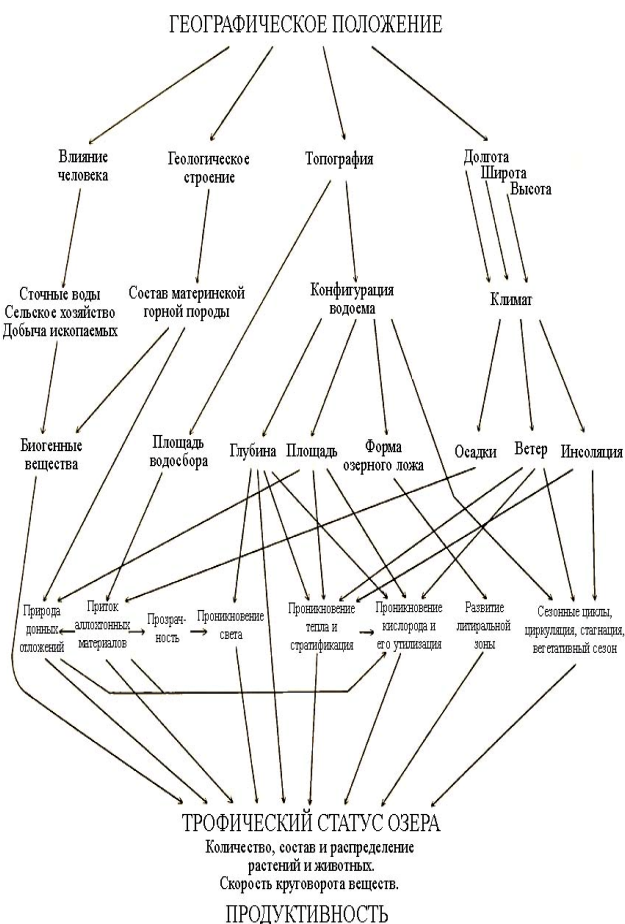 ГЕОГРАФИЧЕСКОЕ ПОЛОЖЕНИЕ
Влияние
человека
Геологическое
строение
Топография
Долгота
Широта
Высота
Сточные воды
Сельское хозяйство
Добыча ископаемых
Состав материнской
горной породы
Конфигурация
водоема
Климат
Биогенные
вещества
Площадь
водосбора
Глубина
Площадь
Форма
озерного ложа
Осадки
Ветер
Инсоляция
Природа
донных
отложений
Приток
аллохтонных
материалов
Прозрач-
ность
Проникновение
света
Проникновение
тепла и
стратификация
Проникновение
кислорода и
его утилизация
Развитие
литиральной
зоны
Сезонные циклы,
циркуляция, стагнация,
вегетативный сезон
ТРОФИЧЕСКИЙ СТАТУС ОЗЕРА
Количество, состав и распределение
растений и животных.
Скорость круговорота веществ.
ПРОДУКТИВНОСТЬ